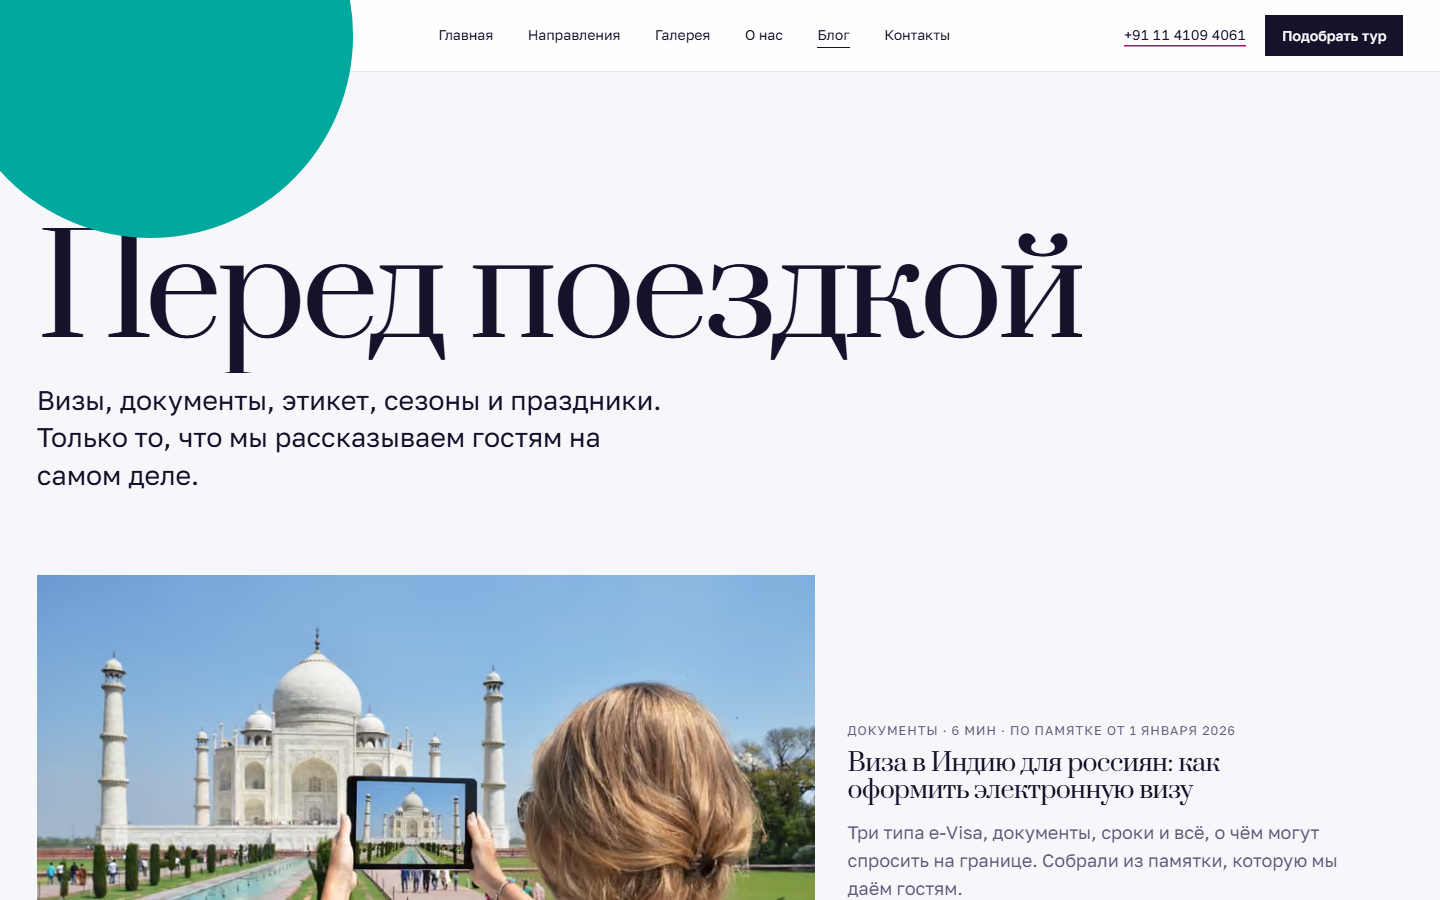 Главная Направления Галерея О нас Блог Контакты +91 11 4109 4061 Подобрать тур
Перед поездкой
Визы, документы, этикет, сезоны и праздники.
Только то, что мы рассказываем гостям на
самом деле.
ДОКУМЕНТЫ · 6 МИН · ПО ПАМЯТКЕ ОТ 1 ЯНВАРЯ 2026
Виза в Индию для россиян: как
оформить электронную визу
Три типа e-Visa, документы, сроки и всё, о чём могут
спросить на границе. Собрали из памятки, которую мы
даём гостям.